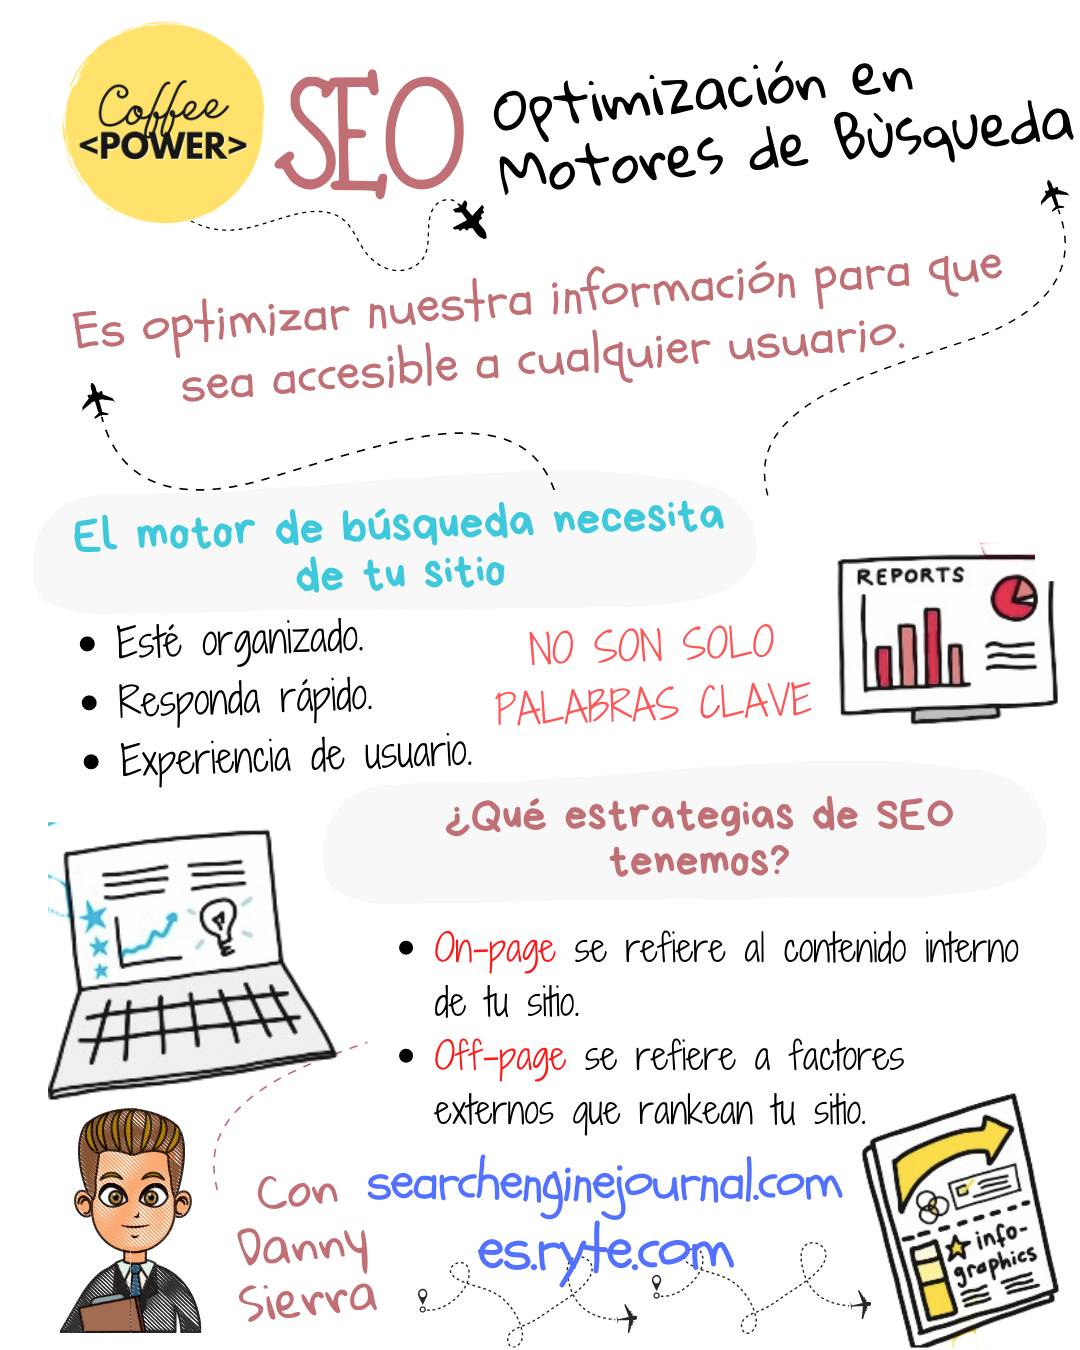 Coffee
<POWER>
SEO
Optimización en
Motores de Bùsqueda
Es optimizar nuestra información para que
sea accesible a cualquier usuario.
El motor de búsqueda necesita
de tu sitio
• Esté organizado.
• Responda rápido.
• Experiencia de usuario.
NO SON SOLO
PALABRAS CLAVE
REPORTS
¿Qué estrategias de SEO
tenemos?
• On-page se refiere al contenido interno
de tu sitio.
• Off-page se refiere a factores
externos que rankean tu sitio.
Con
Danny
Sierra
searchenginejournal.com
es.ryte.com
info-
graphics